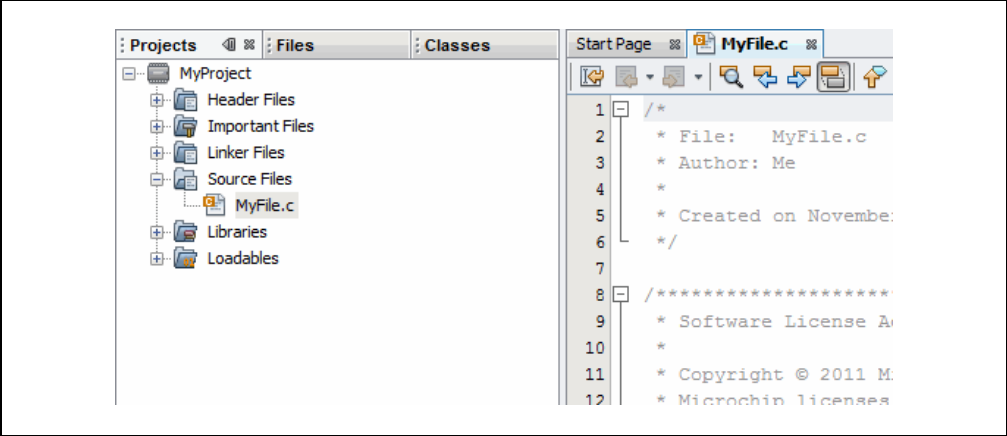 Projects
Files
Classes
MyProject
Header Files
Important Files
Linker Files
Source Files
MyFile.c
Libraries
Loadables
Start Page
MyFile.c
1 /*
2 * File:   MyFile.c
3 * Author: Me
4 *
5 * Created on November
6 */
7
8 /********************
9 * Software License
10 *
11 * Copyright © 2011
12 * Microchip licenses